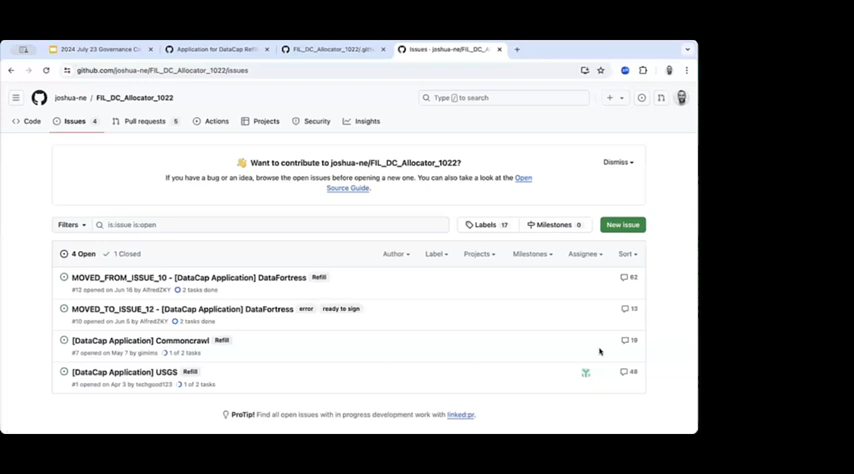 2024 July 23 Governance Ca
Application for DataCap Refil
FIL_DC_Allocator_1022/.gith
Issues · joshua-ne/FIL_DC_A
github.com/joshua-ne/FIL_DC_Allocator_1022/issues
joshua-ne / FIL_DC_Allocator_1022
Type / to search
Code Issues 4 Pull requests 5 Actions Projects Security Insights
Want to contribute to joshua-ne/FIL_DC_Allocator_1022?
Dismiss
If you have a bug or an idea, browse the open issues before opening a new one. You can also take a look at the Open
Source Guide.
Filters is:issue is:open Labels 17 Milestones 0 New issue
4 Open 1 Closed Author Label Projects Milestones Assignee Sort
MOVED_FROM_ISSUE_10 - [DataCap Application] DataFortress Refill 62
#12 opened on Jun 16 by AlfredZKY 2 tasks done
MOVED_TO_ISSUE_12 - [DataCap Application] DataFortress error ready to sign 13
#10 opened on Jun 5 by AlfredZKY 2 tasks done
[DataCap Application] Commoncrawl Refill
#7 opened on May 7 by gimims 1 of 2 tasks
[DataCap Application] USGS Refill 48
#1 opened on Apr 3 by techgood123 1 of 2 tasks
ProTip! Find all open issues with in progress development work with linked:pr.